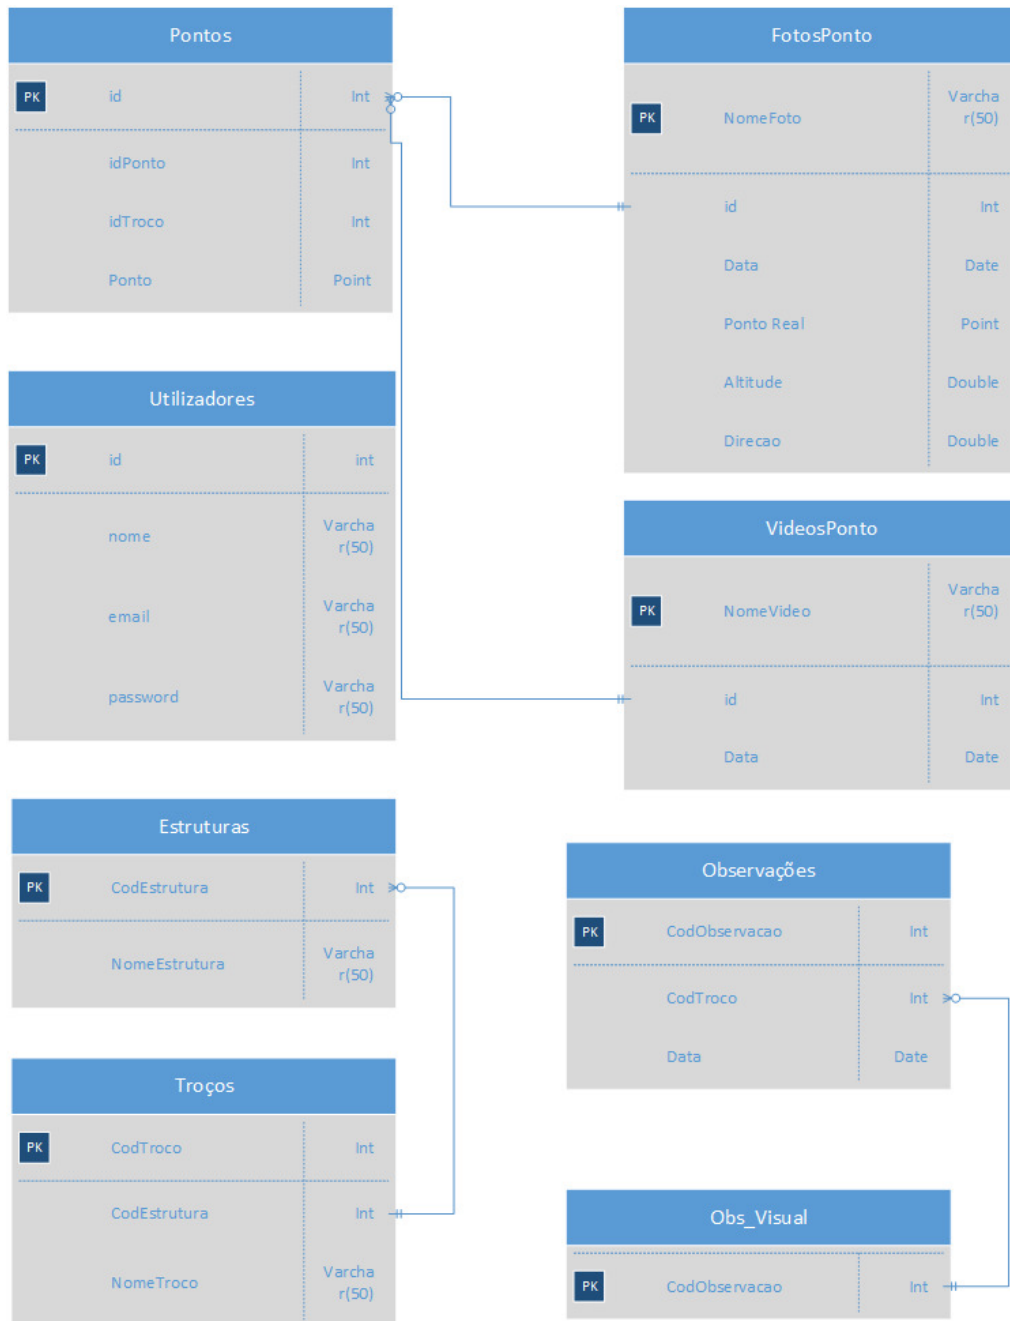 Pontos
PK id Int
idPonto Int
idTroco Int
Ponto Point
FotosPonto
PK NomeFoto Varcha
r(50)
id Int
Data Date
Ponto Real Point
Altitude Double
Direcao Double
Utilizadores
PK id int
nome Varcha
r(50)
email Varcha
r(50)
password Varcha
r(50)
VideosPonto
PK NomeVideo Varcha
r(50)
id Int
Data Date
Estruturas
PK CodEstrutura Int
NomeEstrutura Varcha
r(50)
Observações
PK CodObservacao Int
CodTroco Int
Data Date
Troços
PK CodTroco Int
CodEstrutura Int
NomeTroco Varcha
r(50)
Obs_Visual
PK CodObservacao Int